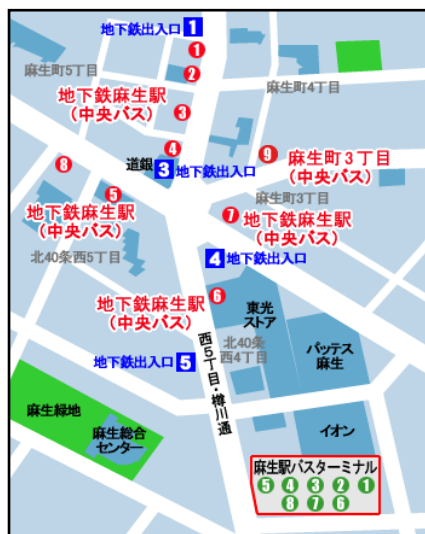 地下鉄出入口 1
1
2
麻生町5丁目
麻生町4丁目
地下鉄麻生駅
(中央バス)
3
4
道銀
3 地下鉄出入口
9
麻生町3丁目
(中央バス)
8
5
麻生町3丁目
7
地下鉄麻生駅
(中央バス)
地下鉄麻生駅
(中央バス)
北40条西5丁目
4 地下鉄出入口
地下鉄麻生駅
(中央バス)
6
東光
ストア
北40条
西4丁目
西5丁目・樽川通
バッテス
麻生
地下鉄出入口 5
麻生緑地
麻生総合
センター
イオン
麻生駅バスターミナル
5 4 3 2 1
8 7 6